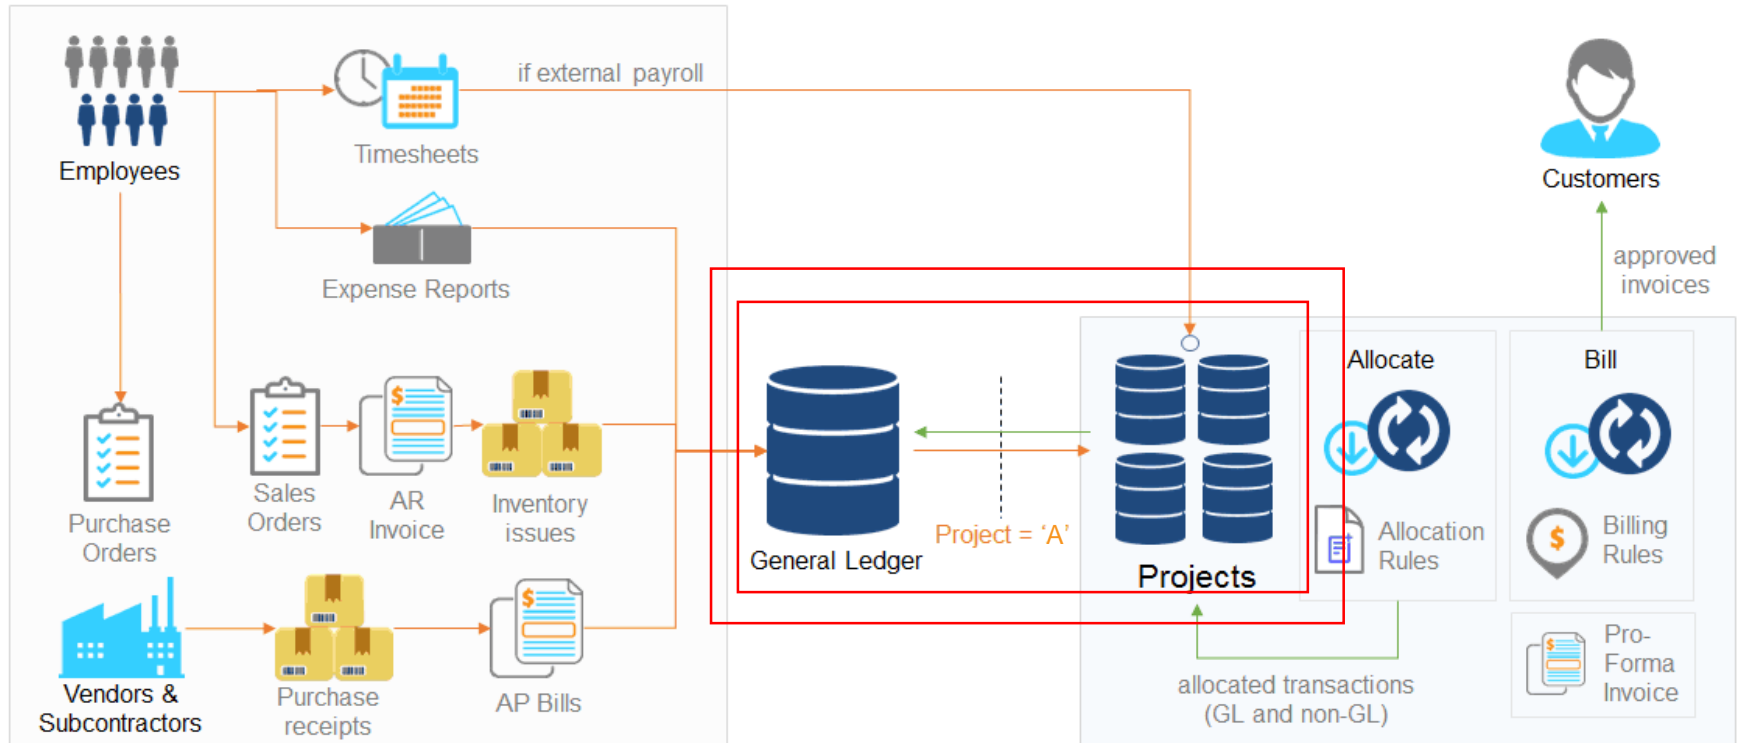 if external payroll
Timesheets
Employees
Customers
approved
invoices
Expense Reports
Allocate
Bill
$
Sales
Orders
AR
Invoice
Inventory
issues
Purchase
Orders
Project = ‘A’
General Ledger
Projects
Allocation
Rules
$
Billing
Rules
$
Vendors &
Subcontractors
Purchase
receipts
AP Bills
allocated transactions
(GL and non-GL)
$
Pro-
Forma
Invoice